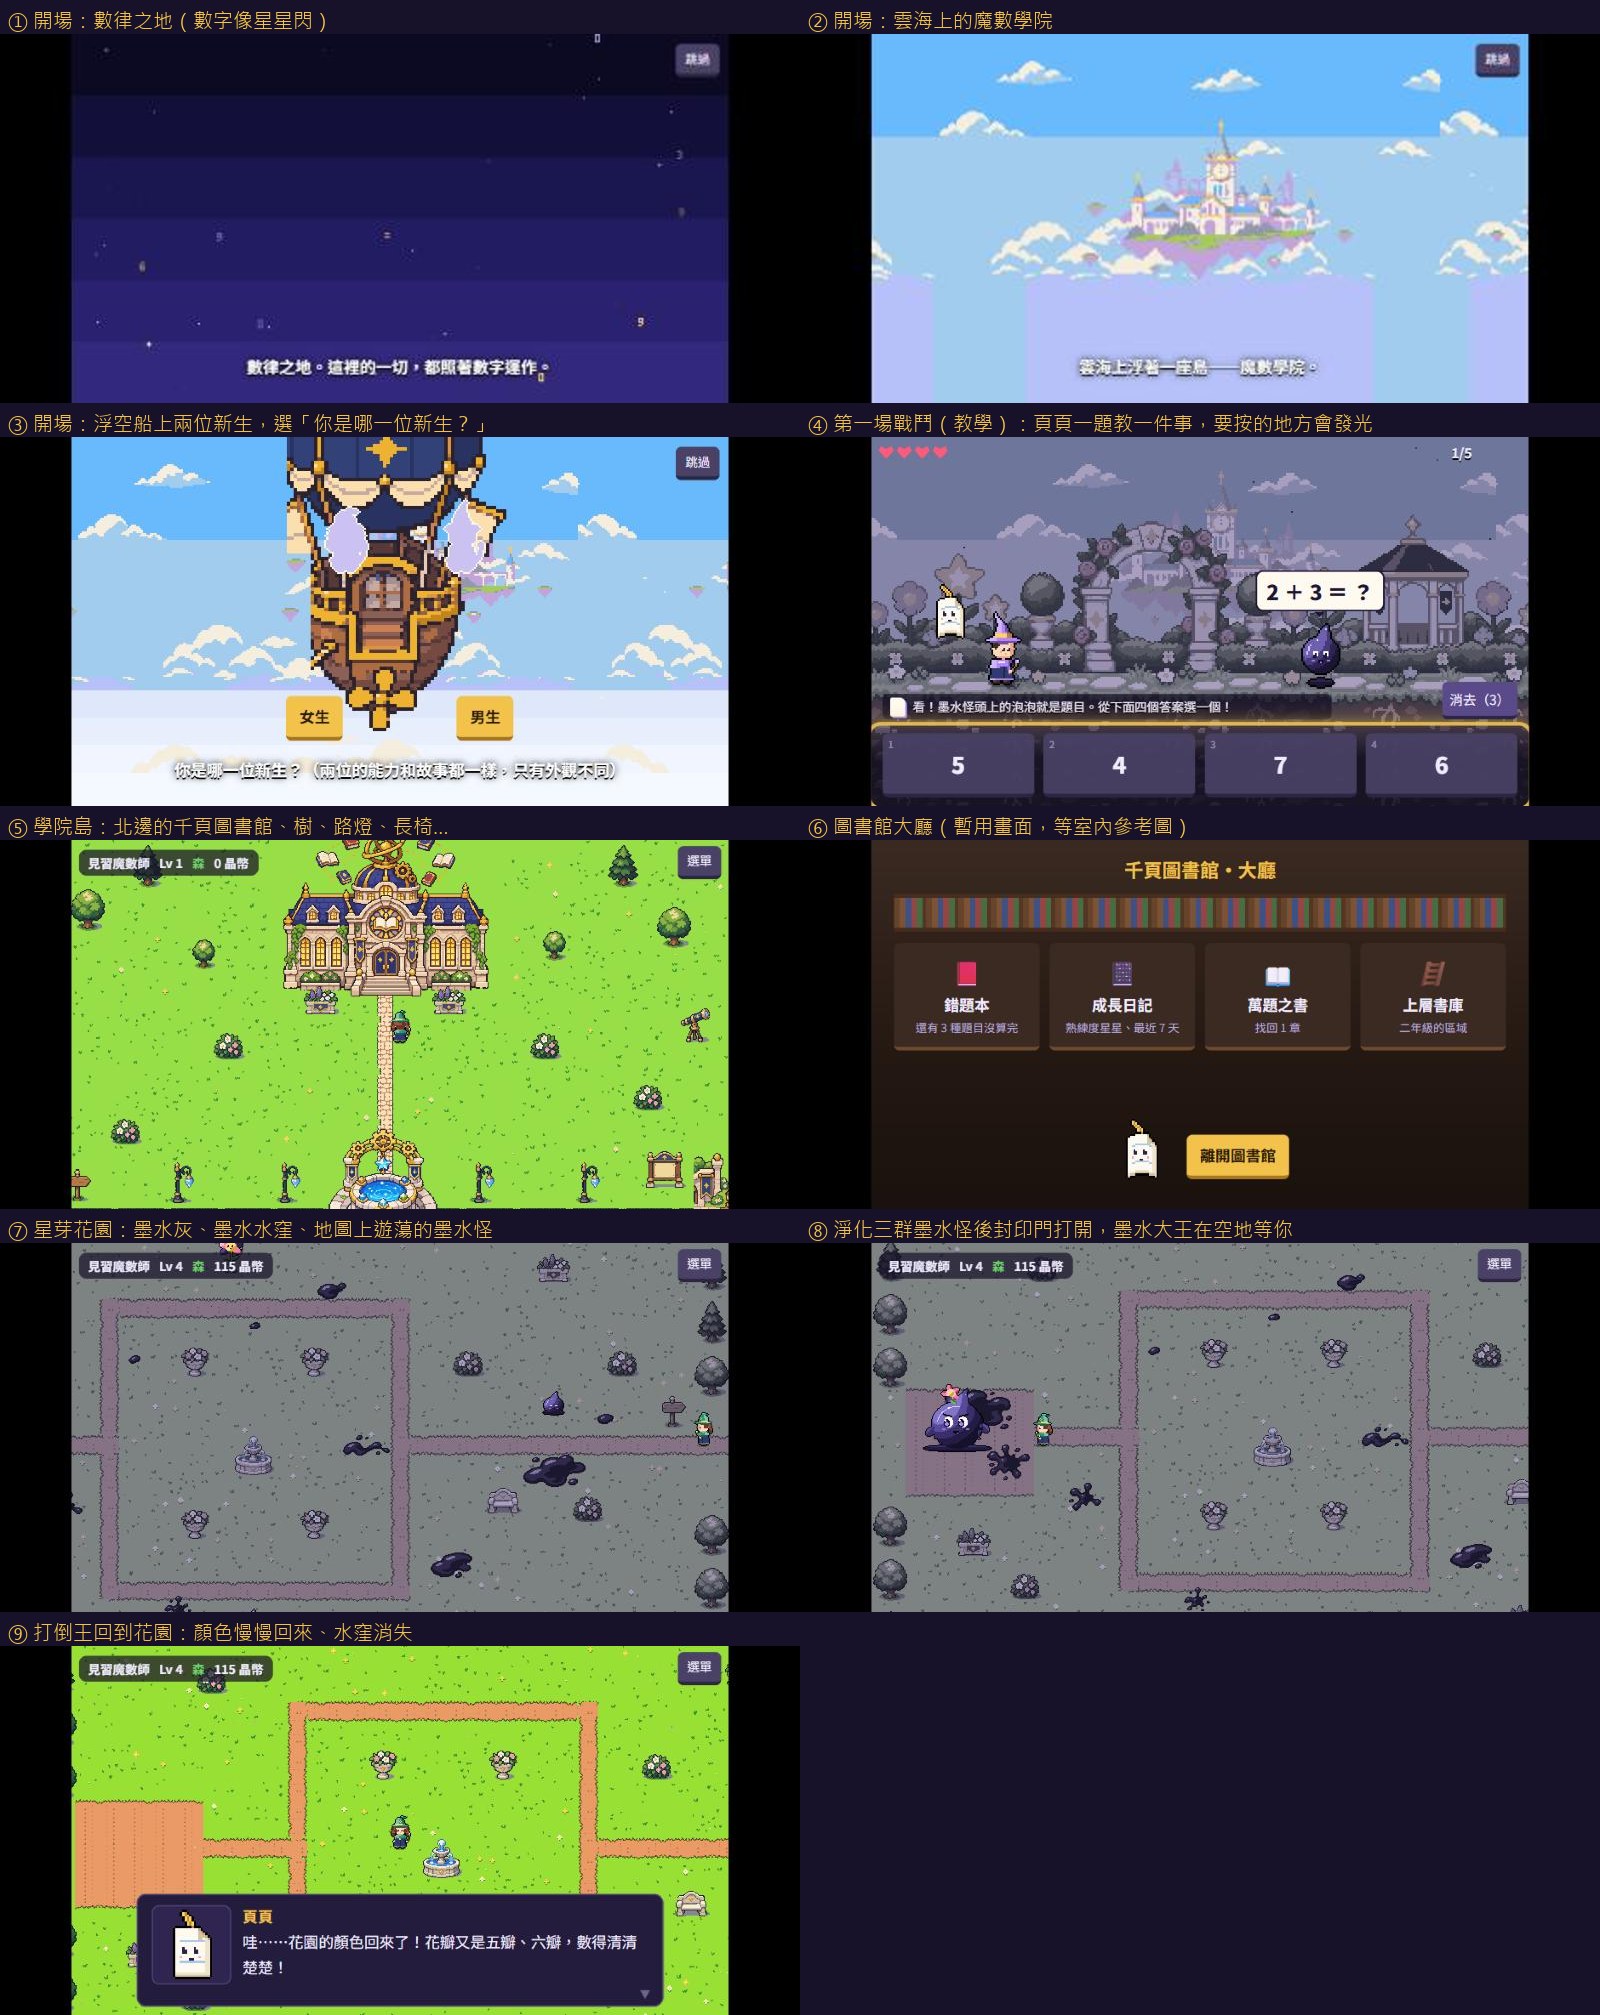 ① 開場：數律之地（數字像星星閃）
跳過
3
9
9
=
6
9
數律之地。這裡的一切，都照著數字運作。
② 開場：雲海上的魔數學院
跳過
雲海上浮著一座島——魔數學院。
③ 開場：浮空船上兩位新生，選「你是哪一位新生？」
跳過
女生
男生
你是哪一位新生？（兩位的能力和故事都一樣，只有外觀不同）
④ 第一場戰鬥（教學）：頁頁一題教一件事，要按的地方會發光
1/5
2 + 3 = ?
看！墨水怪頭上的泡泡就是題目。從下面四個答案選一個！
消去（3）
1
5
2
4
3
7
4
6
⑤ 學院島：北邊的千頁圖書館、樹、路燈、長椅…
見習魔數師 Lv 1 森 0 晶幣
選單
⑥ 圖書館大廳（暫用畫面，等室內參考圖）
千頁圖書館・大廳
錯題本
還有 3 種題目沒算完
成長日記
熟練度星星、最近 7 天
萬題之書
找回 1 章
上層書庫
二年級的區域
離開圖書館
⑦ 星芽花園：墨水灰、墨水水窪、地圖上遊蕩的墨水怪
見習魔數師 Lv 4 森 115 晶幣
選單
⑧ 淨化三群墨水怪後封印門打開，墨水大王在空地等你
見習魔數師 Lv 4 森 115 晶幣
選單
⑨ 打倒王回到花園：顏色慢慢回來、水窪消失
見習魔數師 Lv 4 森 115 晶幣
選單
頁頁
哇……花園的顏色回來了！花瓣又是五瓣、六瓣，數得清清
楚楚！